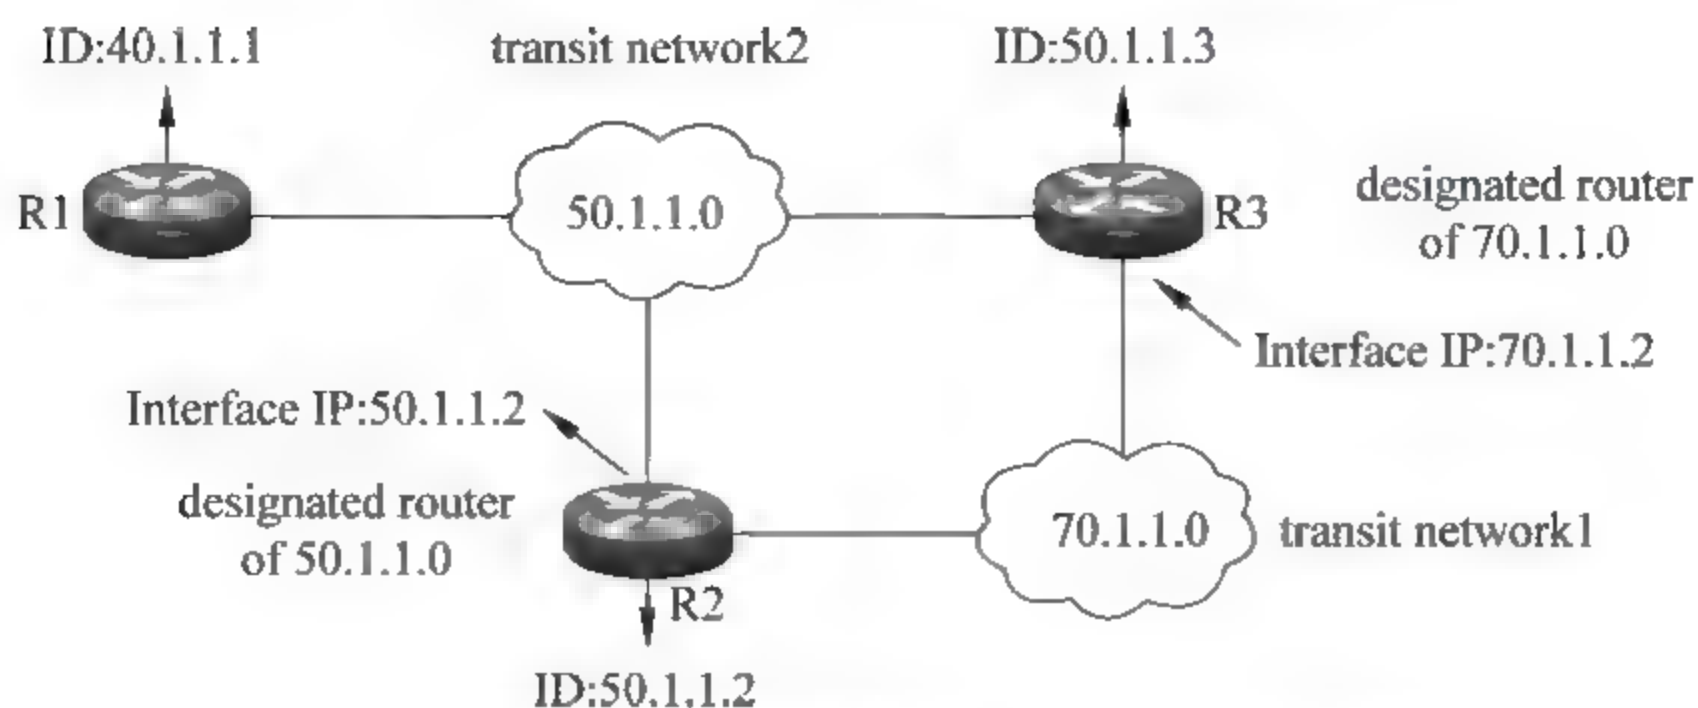 ID:40.1.1.1
transit network2
ID:50.1.1.3
R1
50.1.1.0
R3
designated router
of 70.1.1.0
Interface IP:70.1.1.2
Interface IP:50.1.1.2
designated router
of 50.1.1.0
70.1.1.0
transit network1
R2
ID:50.1.1.2